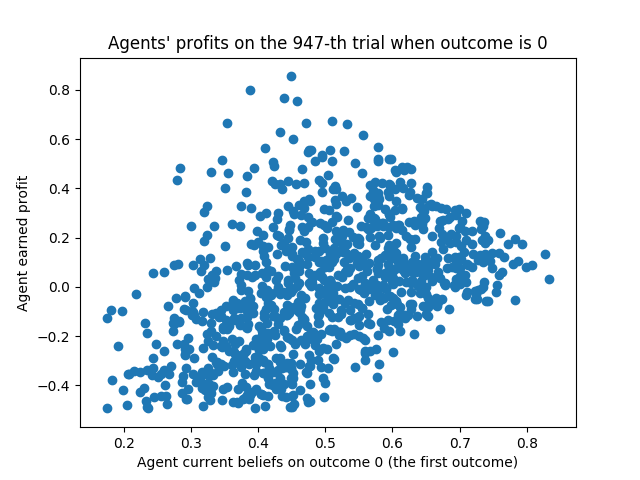 Agents' profits on the 947-th trial when outcome is 0
Agent earned profit
0.8
0.6
0.4
0.2
0.0
−0.2
−0.4
0.2 0.3 0.4 0.5 0.6 0.7 0.8
Agent current beliefs on outcome 0 (the first outcome)